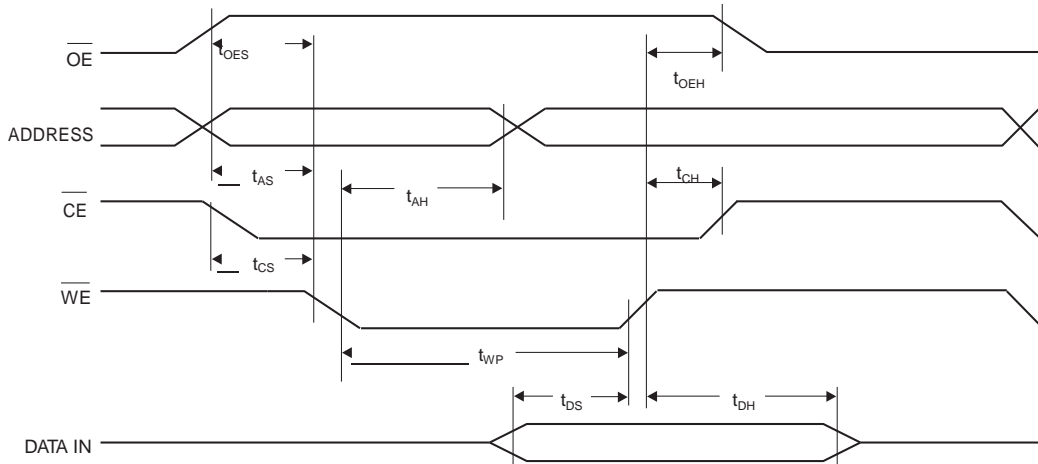 OE
tOES
tOEH
ADDRESS
tAS
tAH
tCH
CE
tCS
WE
tWP
tDS
tDH
DATA IN